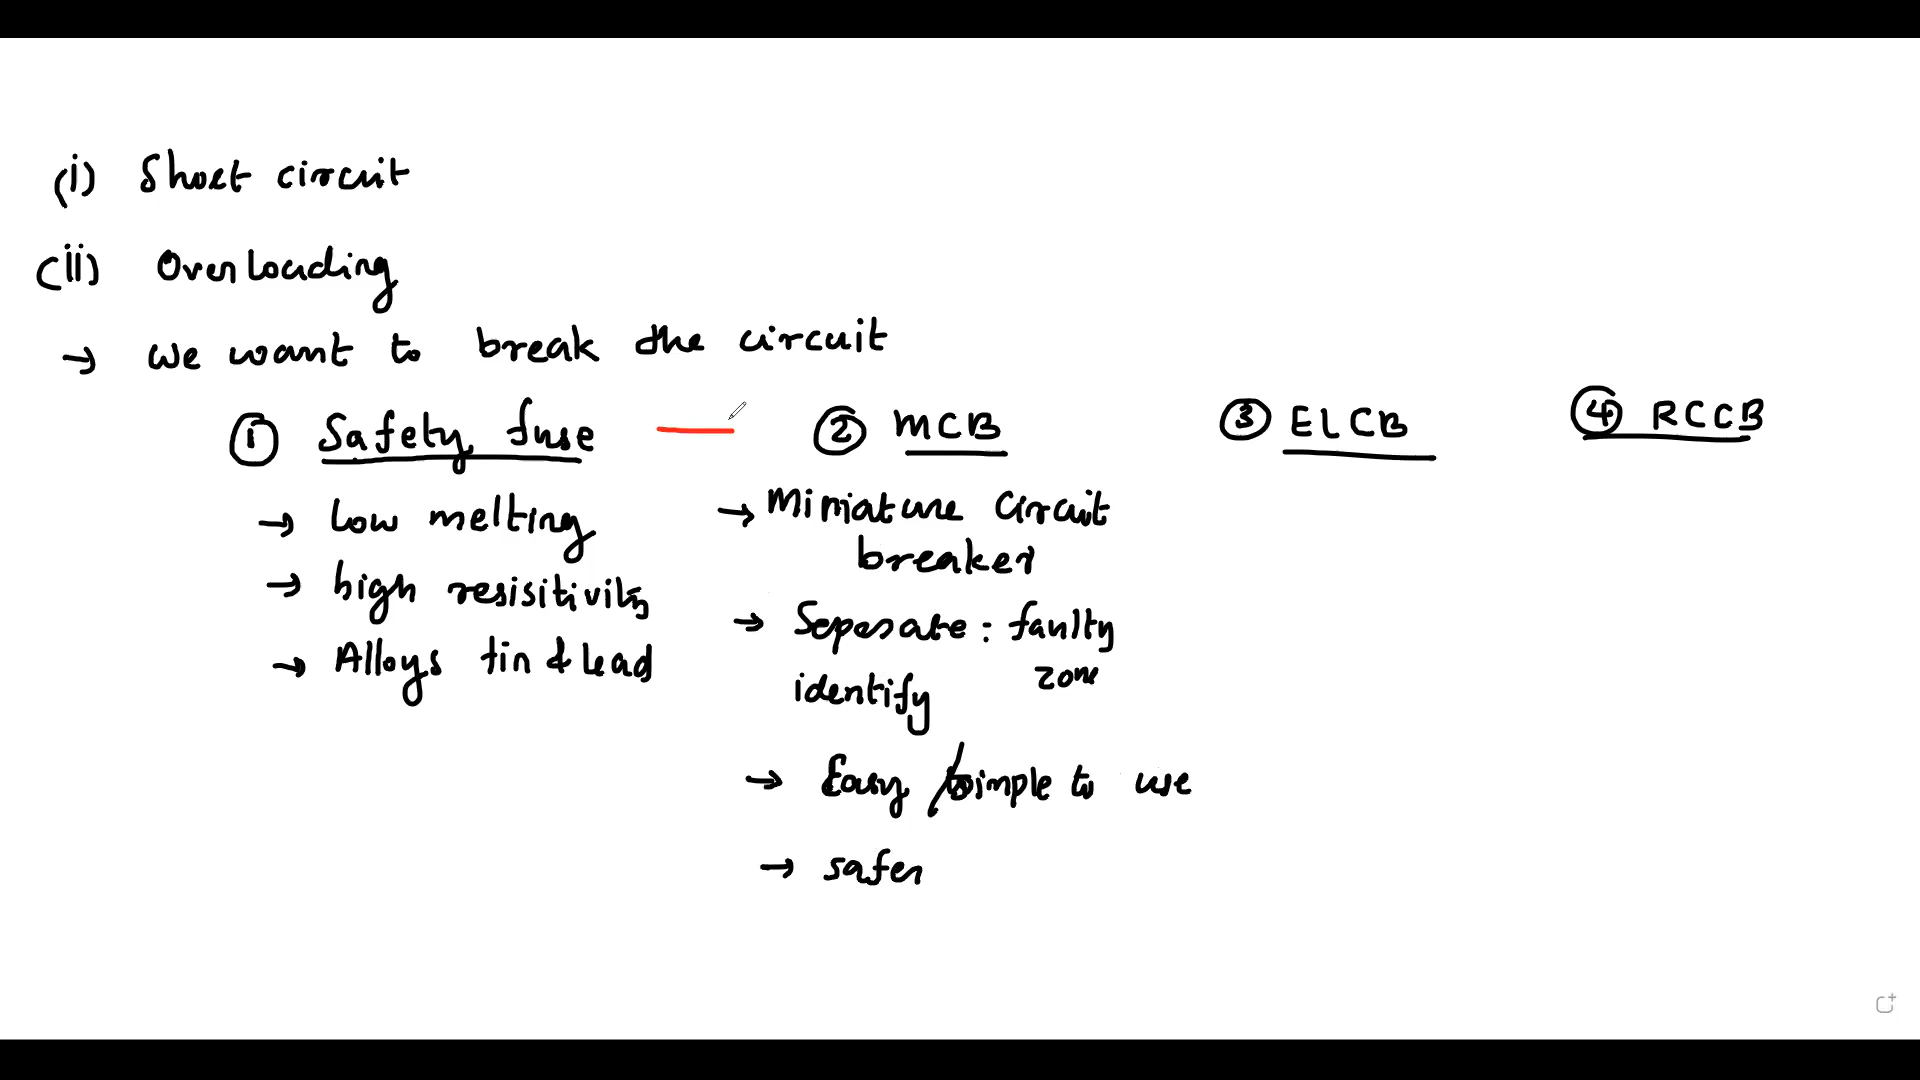 (i) Short circuit
(ii) Overloading
→ We want to break the circuit
① Safety fuse
→ low melting
→ high resisitivity
→ Alloys tin & lead
② MCB
→ Miniature Circuit
breaker
→ Seperate : faulty
identify zone
→ Easy / simple to use
→ safer
③ ELCB
④ RCCB